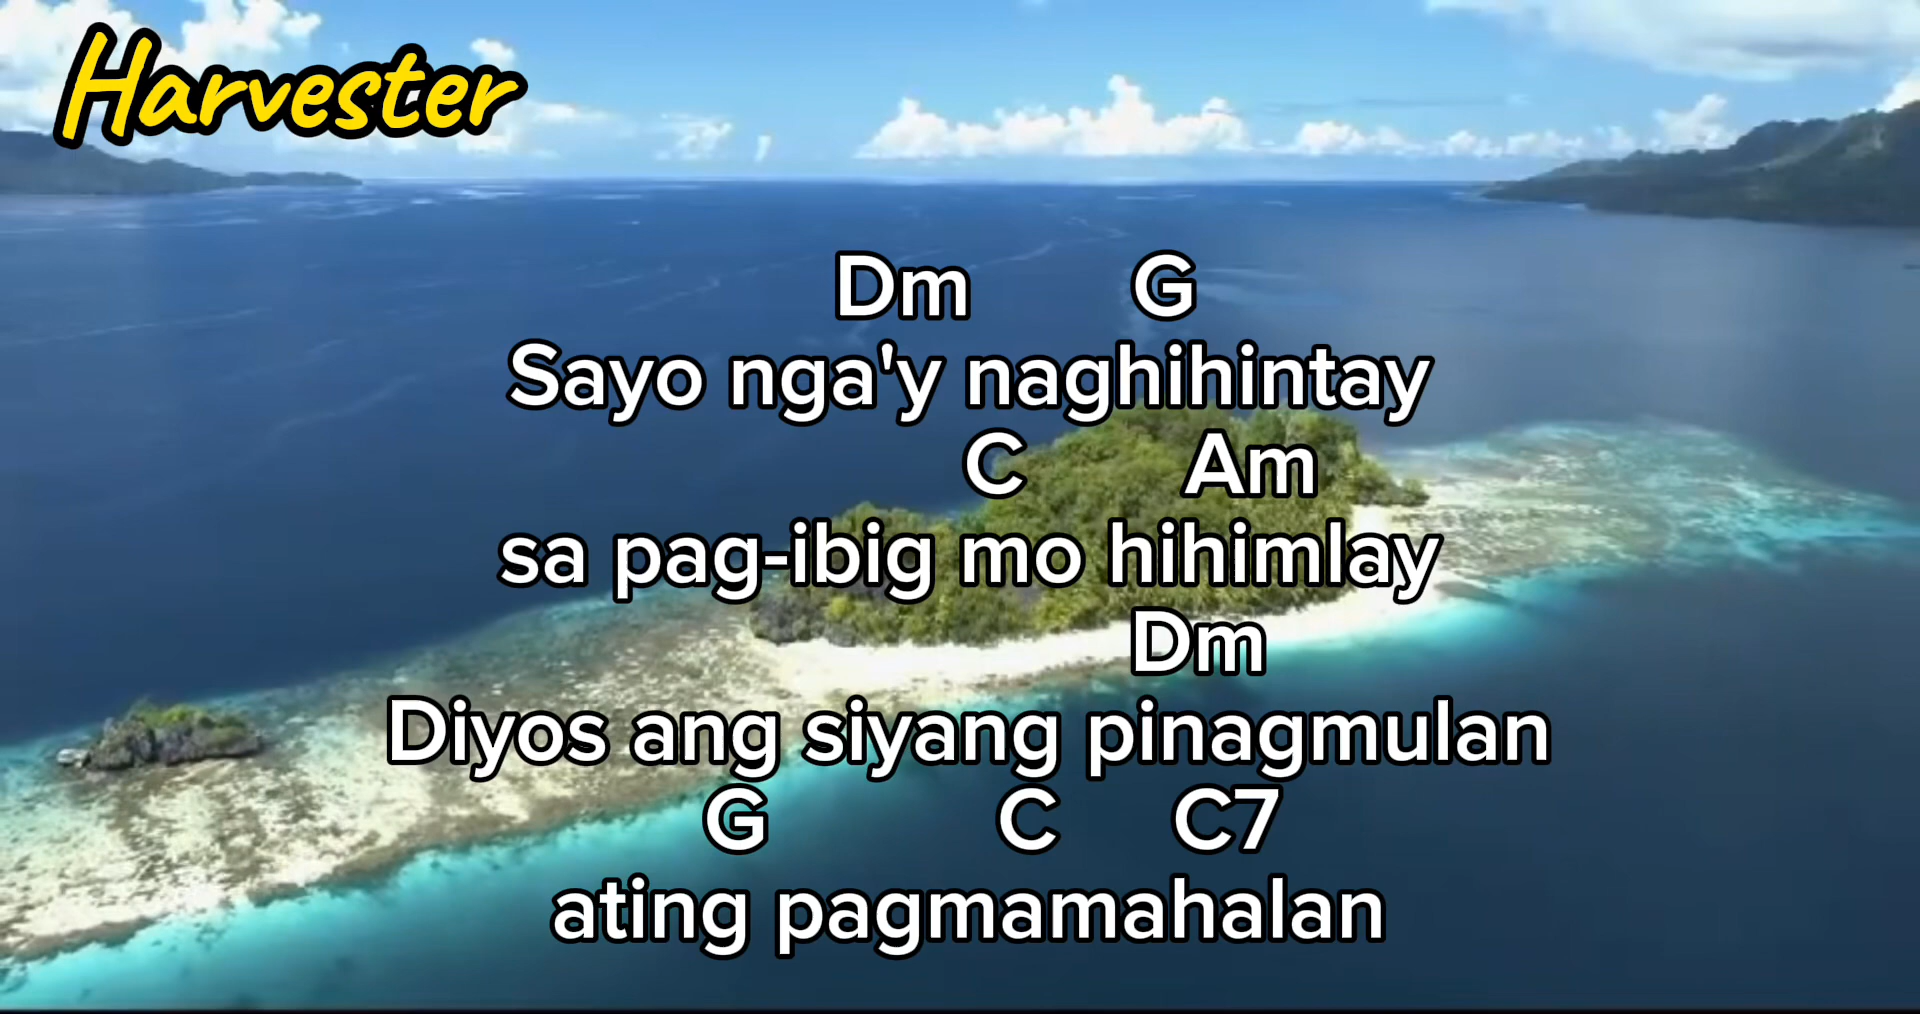 Harvester
Dm G
Sayo nga'y naghihintay
C Am
sa pag-ibig mo hihimlay
Dm
Diyos ang siyang pinagmulan
G C C7
ating pagmamahalan